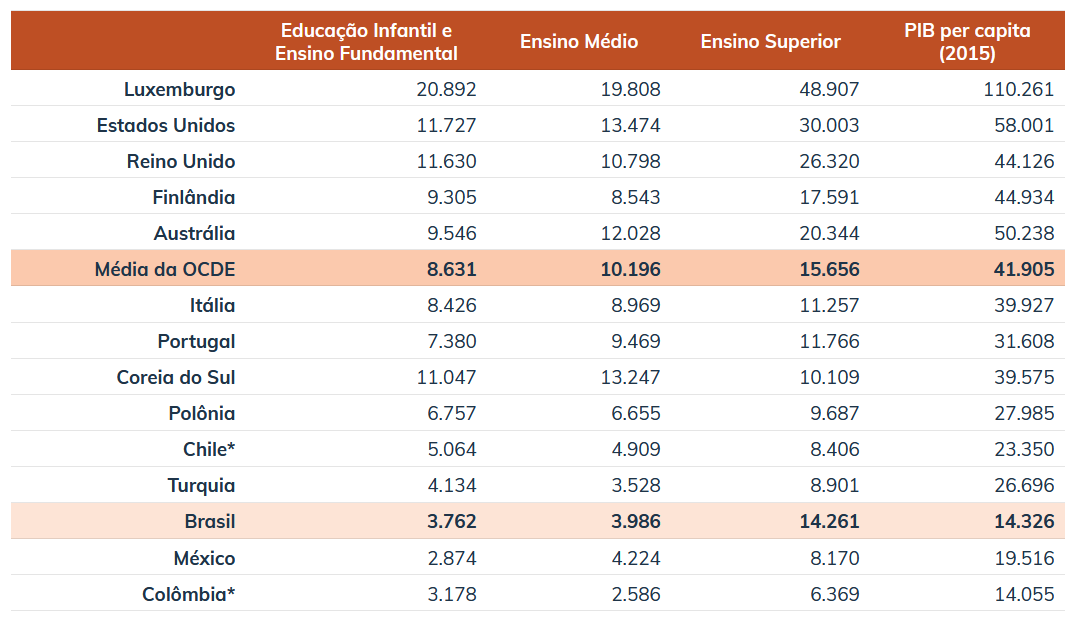 Educação Infantil e Ensino Fundamental Ensino Médio Ensino Superior PIB per capita (2015)
Luxemburgo 20.892 19.808 48.907 110.261
Estados Unidos 11.727 13.474 30.003 58.001
Reino Unido 11.630 10.798 26.320 44.126
Finlândia 9.305 8.543 17.591 44.934
Austrália 9.546 12.028 20.344 50.238
Média da OCDE 8.631 10.196 15.656 41.905
Itália 8.426 8.969 11.257 39.927
Portugal 7.380 9.469 11.766 31.608
Coreia do Sul 11.047 13.247 10.109 39.575
Polônia 6.757 6.655 9.687 27.985
Chile* 5.064 4.909 8.406 23.350
Turquia 4.134 3.528 8.901 26.696
Brasil 3.762 3.986 14.261 14.326
México 2.874 4.224 8.170 19.516
Colômbia* 3.178 2.586 6.369 14.055